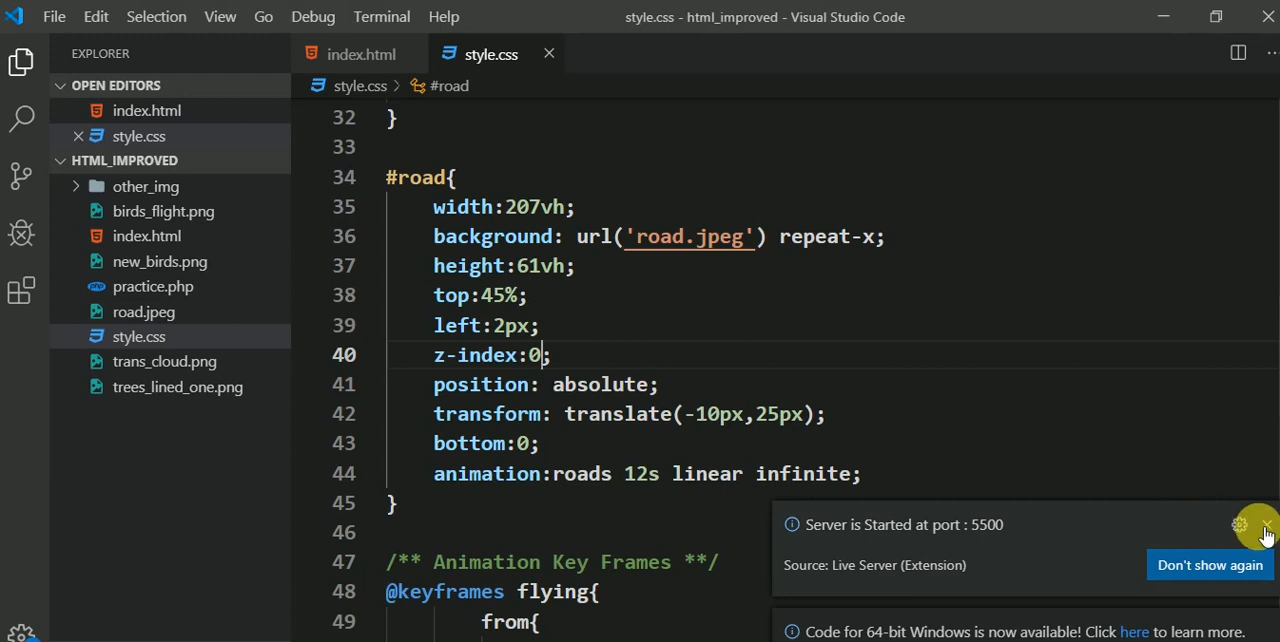 File Edit Selection View Go Debug Terminal Help
style.css - html_improved - Visual Studio Code
EXPLORER
OPEN EDITORS
index.html
style.css
HTML_IMPROVED
other_img
birds_flight.png
index.html
new_birds.png
practice.php
road.jpeg
style.css
trans_cloud.png
trees_lined_one.png
index.html
style.css
style.css > #road
32 }
33
34 #road{
35 width:207vh;
36 background: url('road.jpeg') repeat-x;
37 height:61vh;
38 top:45%;
39 left:2px;
40 z-index:0;
41 position: absolute;
42 transform: translate(-10px,25px);
43 bottom:0;
44 animation:roads 12s linear infinite;
45 }
46
47 /** Animation Key Frames **/
48 @keyframes flying{
49 from{
Server is Started at port : 5500
Source: Live Server (Extension)
Don't show again
Code for 64-bit Windows is now available! Click here to learn more.